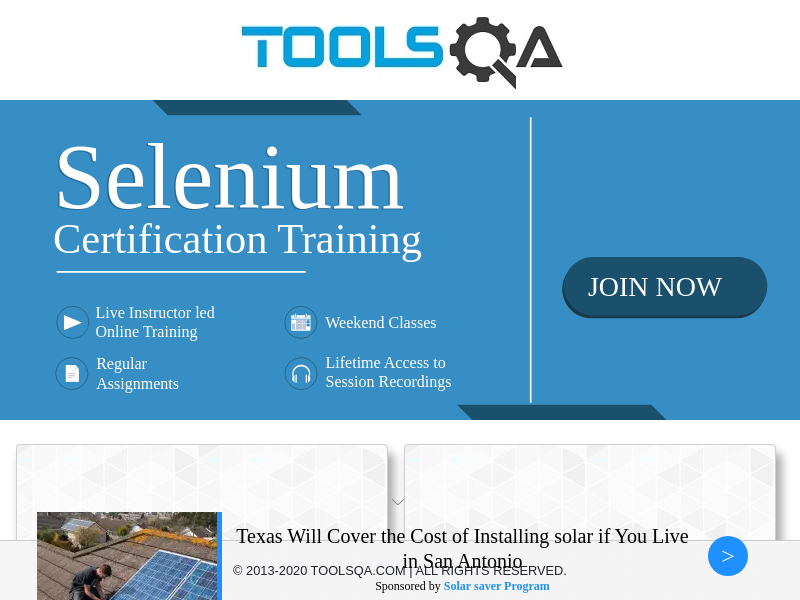 TOOLSQA
Selenium
Certification Training
JOIN NOW
Live Instructor led
Online Training
Weekend Classes
Regular
Assignments
Lifetime Access to
Session Recordings
Texas Will Cover the Cost of Installing solar if You Live
in San Antonio
>
© 2013-2020 TOOLSQA.COM | ALL RIGHTS RESERVED.
Sponsored by Solar saver Program